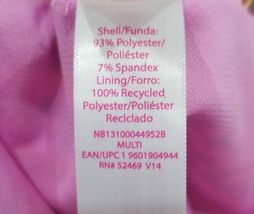 Shell/Funda:
93% Polyester/
Poliéster
7% Spandex
Lining/Forro:
100% Recycled
Polyester/Poliéster
Reciclado
NB13100044952B
MULTI
EAN/UPC 1 9601904944
RN# 52469 V14